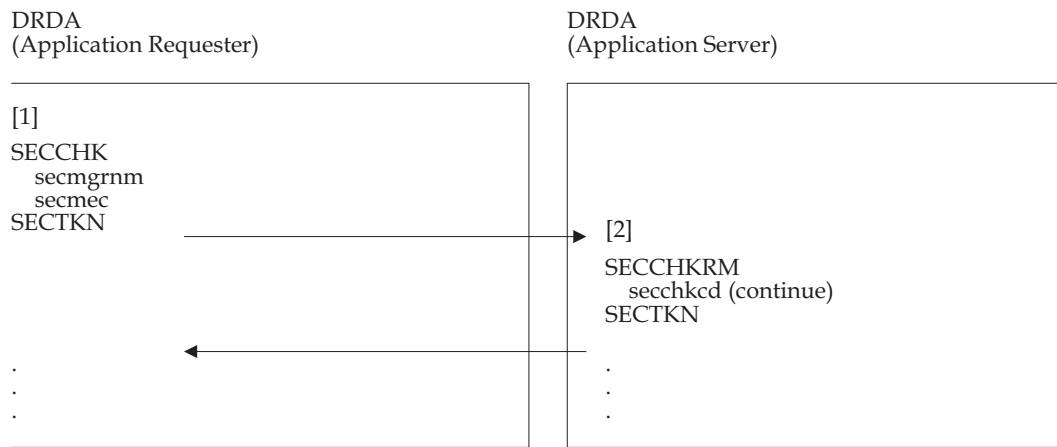 DRDA
(Application Requester)
DRDA
(Application Server)
[1]
SECCHK
secmgrnm
secmec
SECTKN
[2]
SECCHKRM
secchkcd (continue)
SECTKN
.
.
.
.
.
.